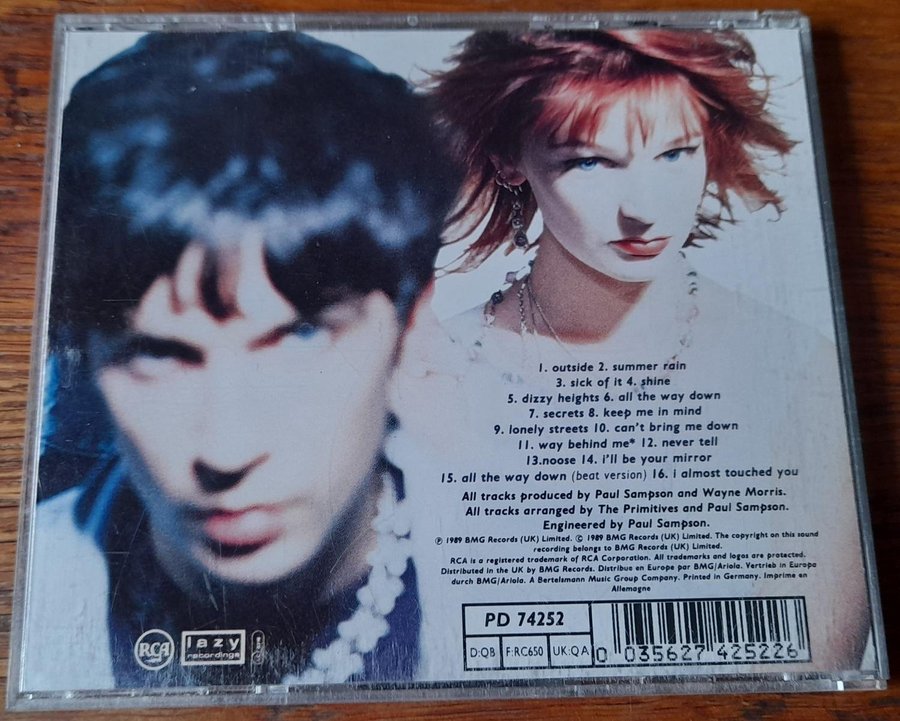 1. outside 2. summer rain
3. sick of it 4. shine
5. dizzy heights 6. all the way down
7. secrets 8. keep me in mind
9. lonely streets 10. can't bring me down
11. way behind me* 12. never tell
13.noose 14. i'll be your mirror
15. all the way down (beat version) 16. i almost touched you
All tracks produced by Paul Sampson and Wayne Morris.
All tracks arranged by The Primitives and Paul Sampson.
Engineered by Paul Sampson.
℗ 1989 BMG Records (UK) Limited. © 1989 BMG Records (UK) Limited. The copyright on this sound
recording belongs to BMG Records (UK) Limited.
RCA is a registered trademark of RCA Corporation. All trademarks and logos are protected.
Distributed in the UK by BMG Records. Distribue en Europe par BMG/Ariola. Vertrieb in Europa
durch BMG/Ariola. A Bertelsmann Music Group Company. Printed in Germany. Imprime en
Allemagne
PD 74252
D:QB F:RC650 UK:QA
0 035627 425226
RCA
lazy
recordings